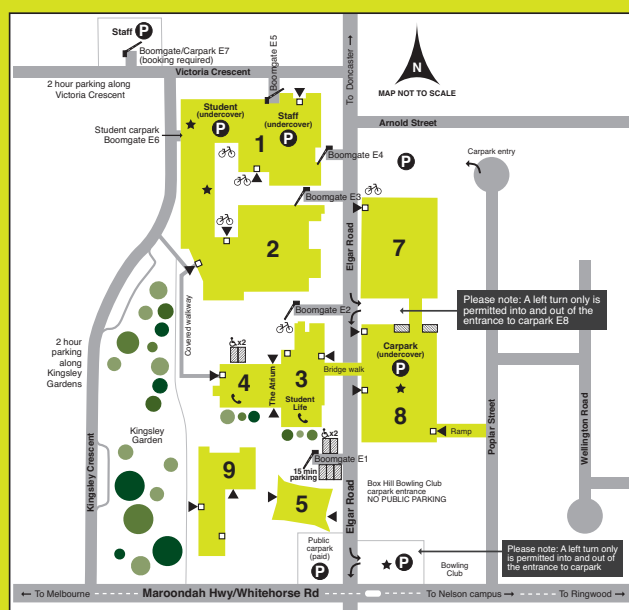 Staff P
Boomgate/Carpark E7
(booking required)
Victoria Crescent
2 hour parking along
Victoria Crescent
Boomgate E5
To Doncaster
N
MAP NOT TO SCALE
Arnold Street
Student
(undercover)
P
Staff
(undercover)
P
1
Student carpark
Boomgate E6
Boomgate E4
P
Carpark entry
Boomgate E3
Elgar Road
7
2
Covered walkway
Boomgate E2
Please note: A left turn only is
permitted into and out of the
entrance to carpark E8
2 hour
parking
along
Kingsley
Gardens
x2
4
The Atrium
3
Student
Life
Bridge walk
Carpark
(undercover)
P
8
Ramp
Poplar Street
Wellington Road
Kingsley
Garden
Kingsley Crescent
9
x2
Boomgate E1
15 min
parking
5
Elgar Road
Box Hill Bowling Club
carpark entrance
NO PUBLIC PARKING
Public
carpark
(paid)
P
P
Bowling
Club
Please note: A left turn only is
permitted into and out of
the entrance to carpark
To Melbourne
Maroondah Hwy/Whitehorse Rd
To Nelson campus
To Ringwood